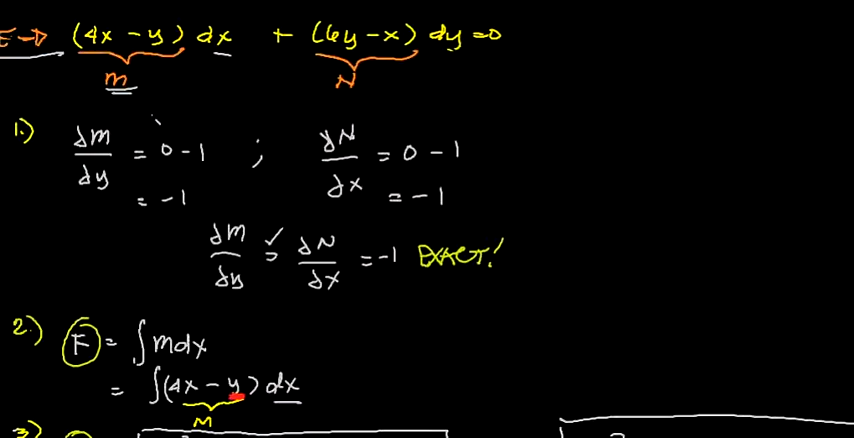 E→ (4x - y) dx + (6y - x) dy = 0
M N
1.) ∂M/∂y = 0 - 1 ; ∂N/∂x = 0 - 1
= -1 = -1
∂M/∂y = ∂N/∂x = -1 EXACT!
2.) F = ∫ M dx
= ∫ (4x - y) dx
M
3.)